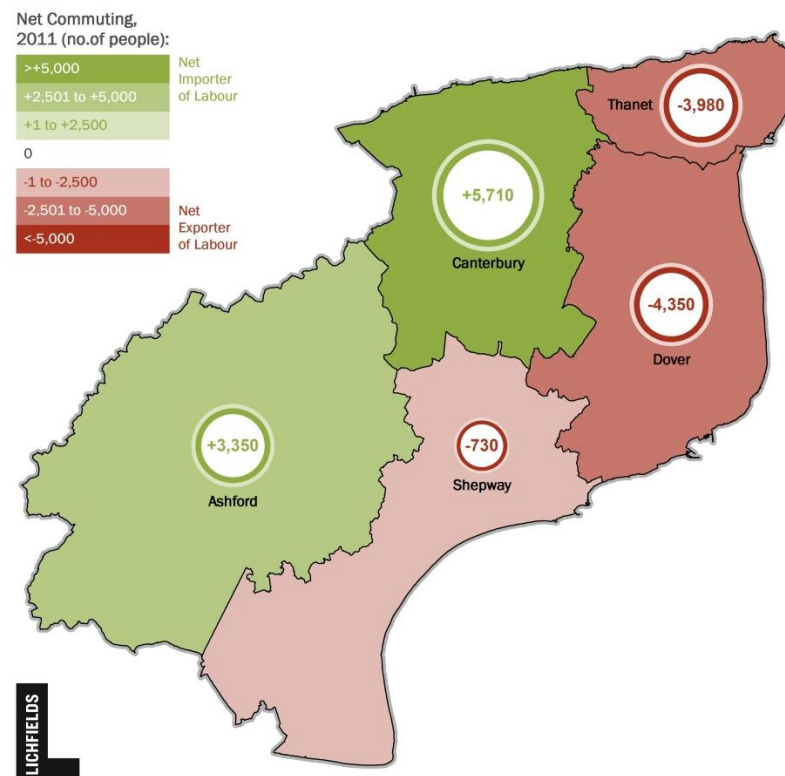 Net Commuting,
2011 (no.of people):
>+5,000
+2,501 to +5,000
+1 to +2,500
0
-1 to -2,500
-2,501 to -5,000
<-5,000
Net
Importer
of Labour
Net
Exporter
of Labour
Thanet
-3,980
+5,710
Canterbury
-4,350
Dover
+3,350
Ashford
-730
Shepway
LICHFIELDS